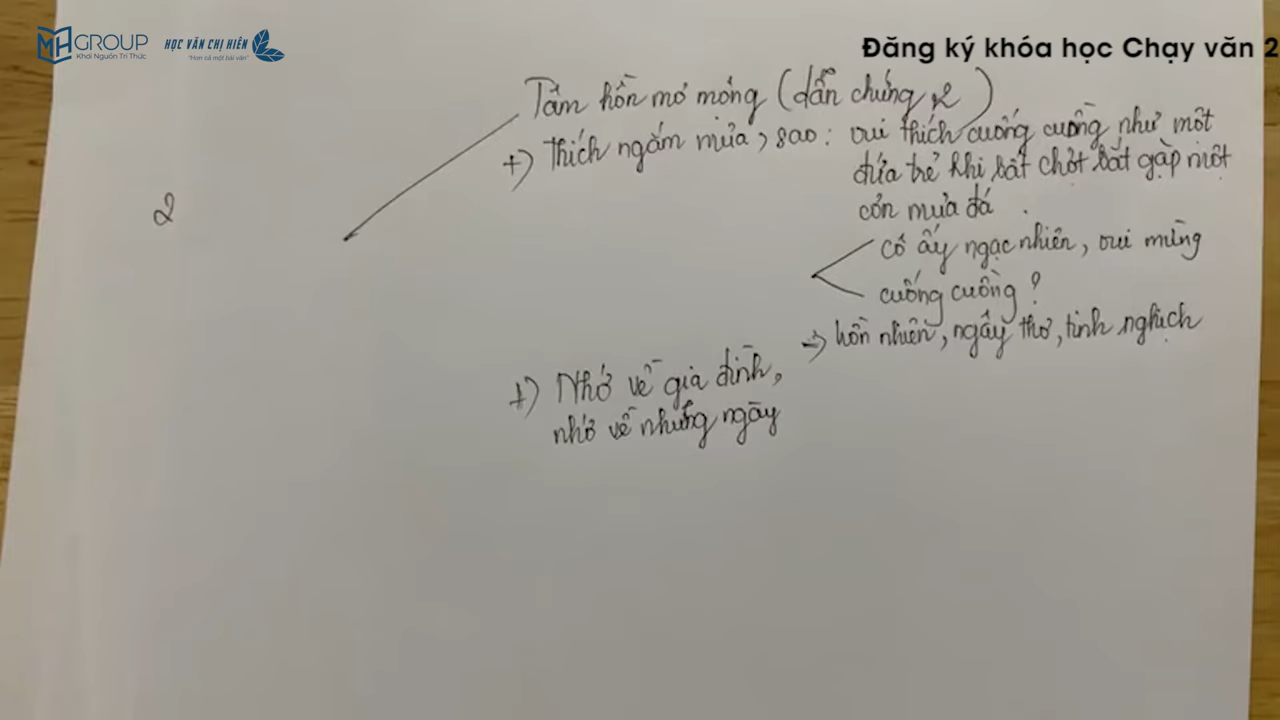 MH GROUP
Khơi Nguồn Tri Thức
HỌC VĂN CHỊ HIÊN
"Hơn cả một bài văn"
Đăng ký khóa học Chạy văn 2
Tâm hồn mơ mộng (dẫn chứng 2)
+) thích ngắm mưa, sao: vui thích cuống cuồng như một
đứa trẻ khi bất chợt bắt gặp một
cơn mưa đá.
2
cô ấy ngạc nhiên, vui mừng
cuống cuồng?
=> hồn nhiên, ngây thơ, tinh nghịch
+) Nhớ về gia đình,
nhớ về những ngày